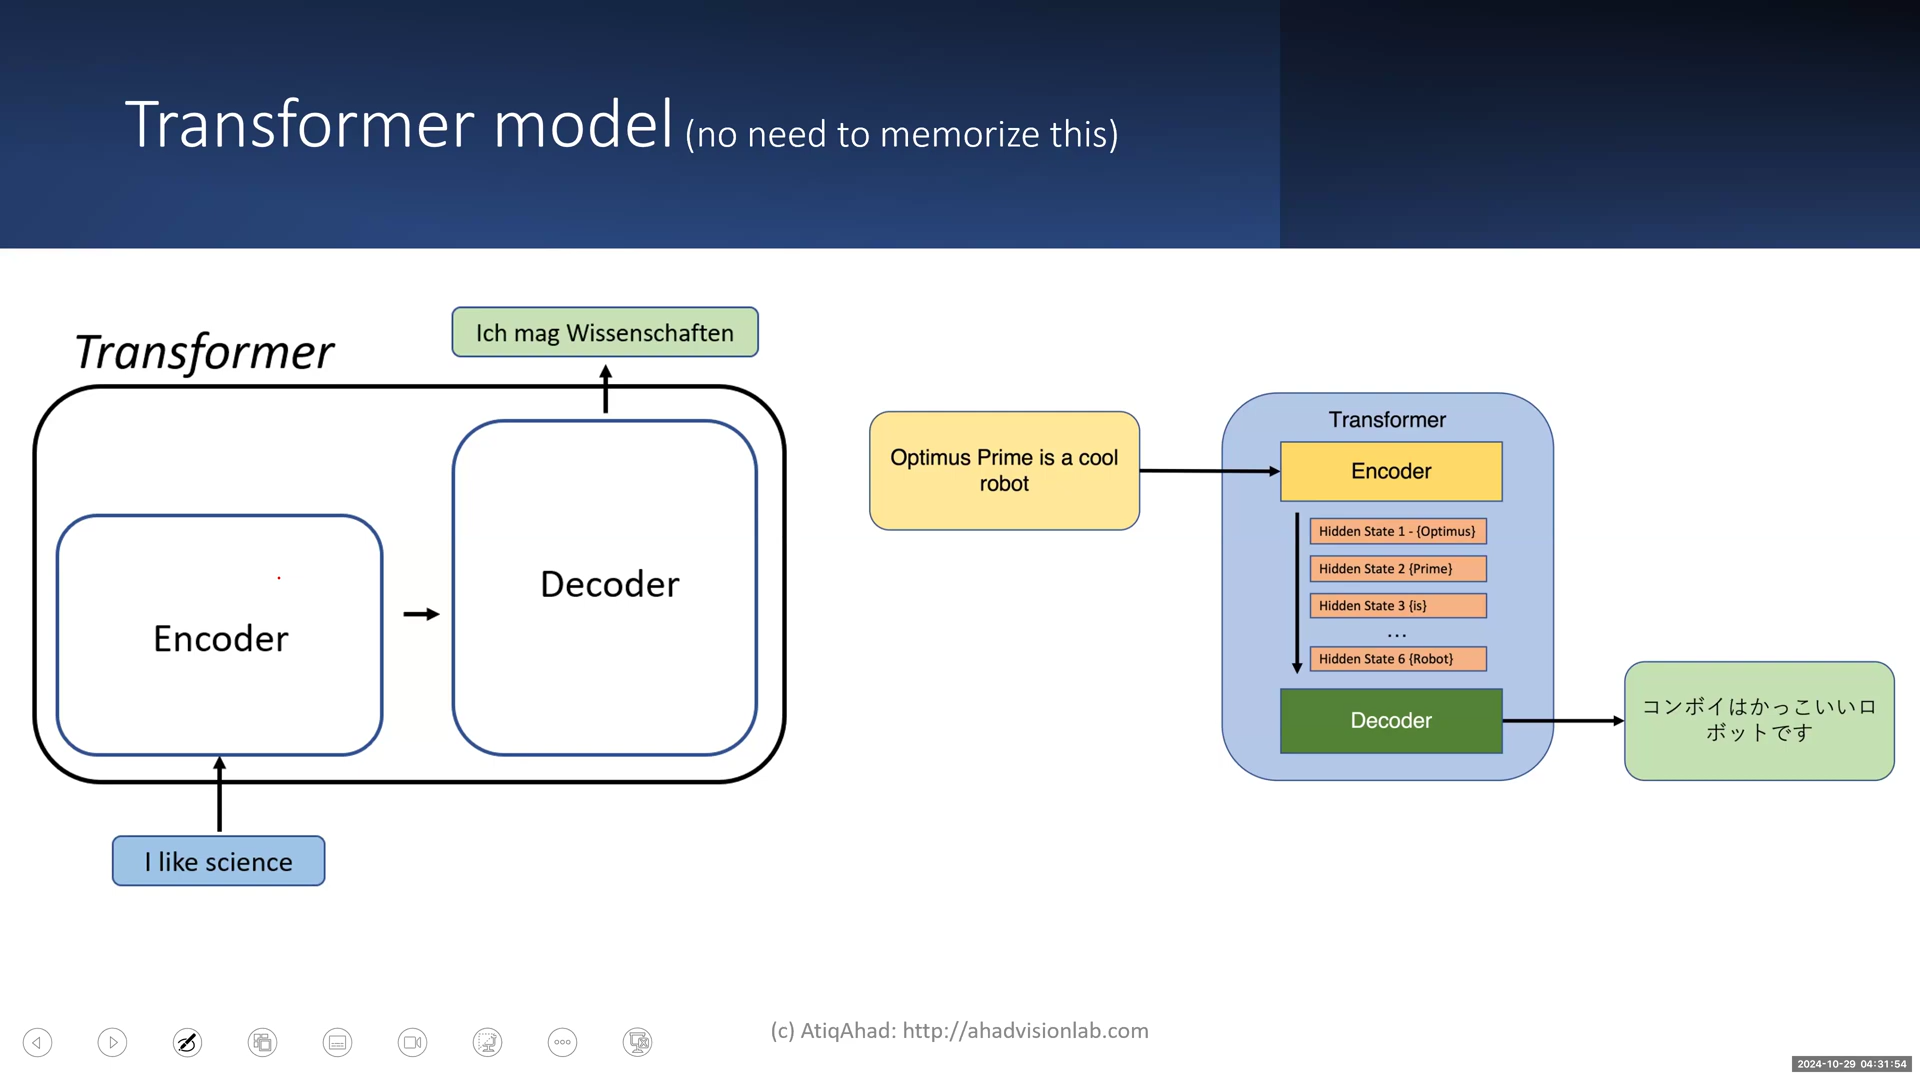 Transformer model (no need to memorize this)
Transformer
Ich mag Wissenschaften
Encoder
Decoder
I like science
Optimus Prime is a cool
robot
Transformer
Encoder
Hidden State 1 - {Optimus}
Hidden State 2 {Prime}
Hidden State 3 {is}
...
Hidden State 6 {Robot}
Decoder
コンボイはかっこいいロ
ボットです
(c) AtiqAhad: http://ahadvisionlab.com
2024-10-29 04:31:54